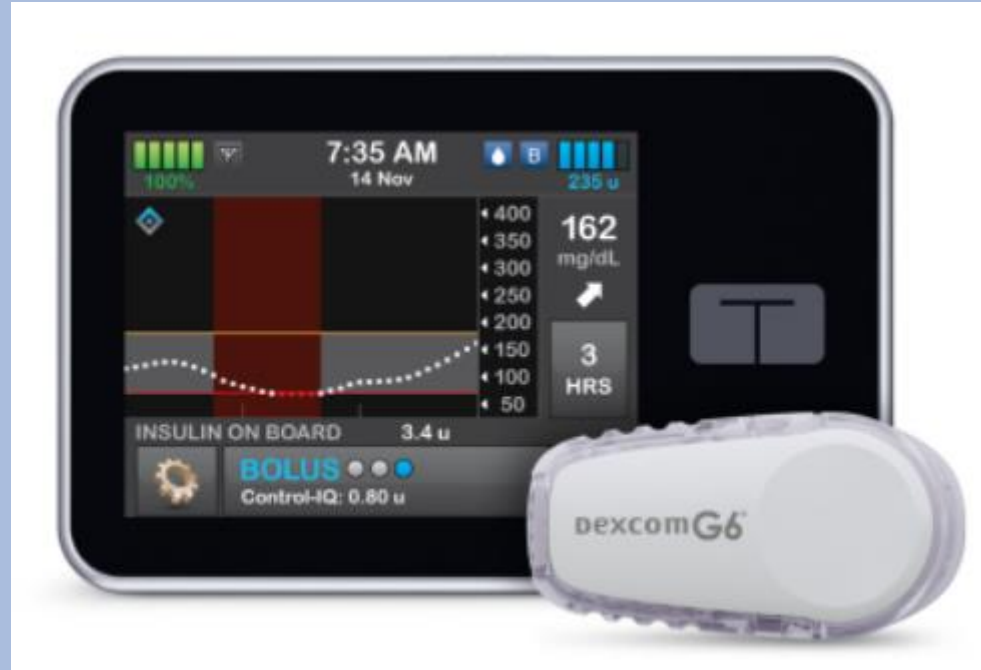 7:35 AM
14 Nov
100%
B
235 u
400
350
300
250
200
150
100
50
162
mg/dL
3
HRS
INSULIN ON BOARD 3.4 u
BOLUS
Control-IQ: 0.80 u
Dexcom G6